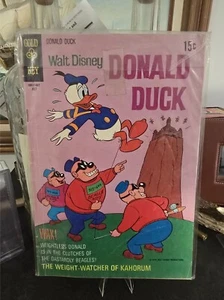 GOLD
KEY
DONALD DUCK
15¢
Walt Disney
DONALD
DUCK
WAK!
WEIGHTLESS DONALD
IS IN THE CLUTCHES OF
THE DASTARDLY BEAGLES!
THE WEIGHT-WATCHER OF KAHORUM